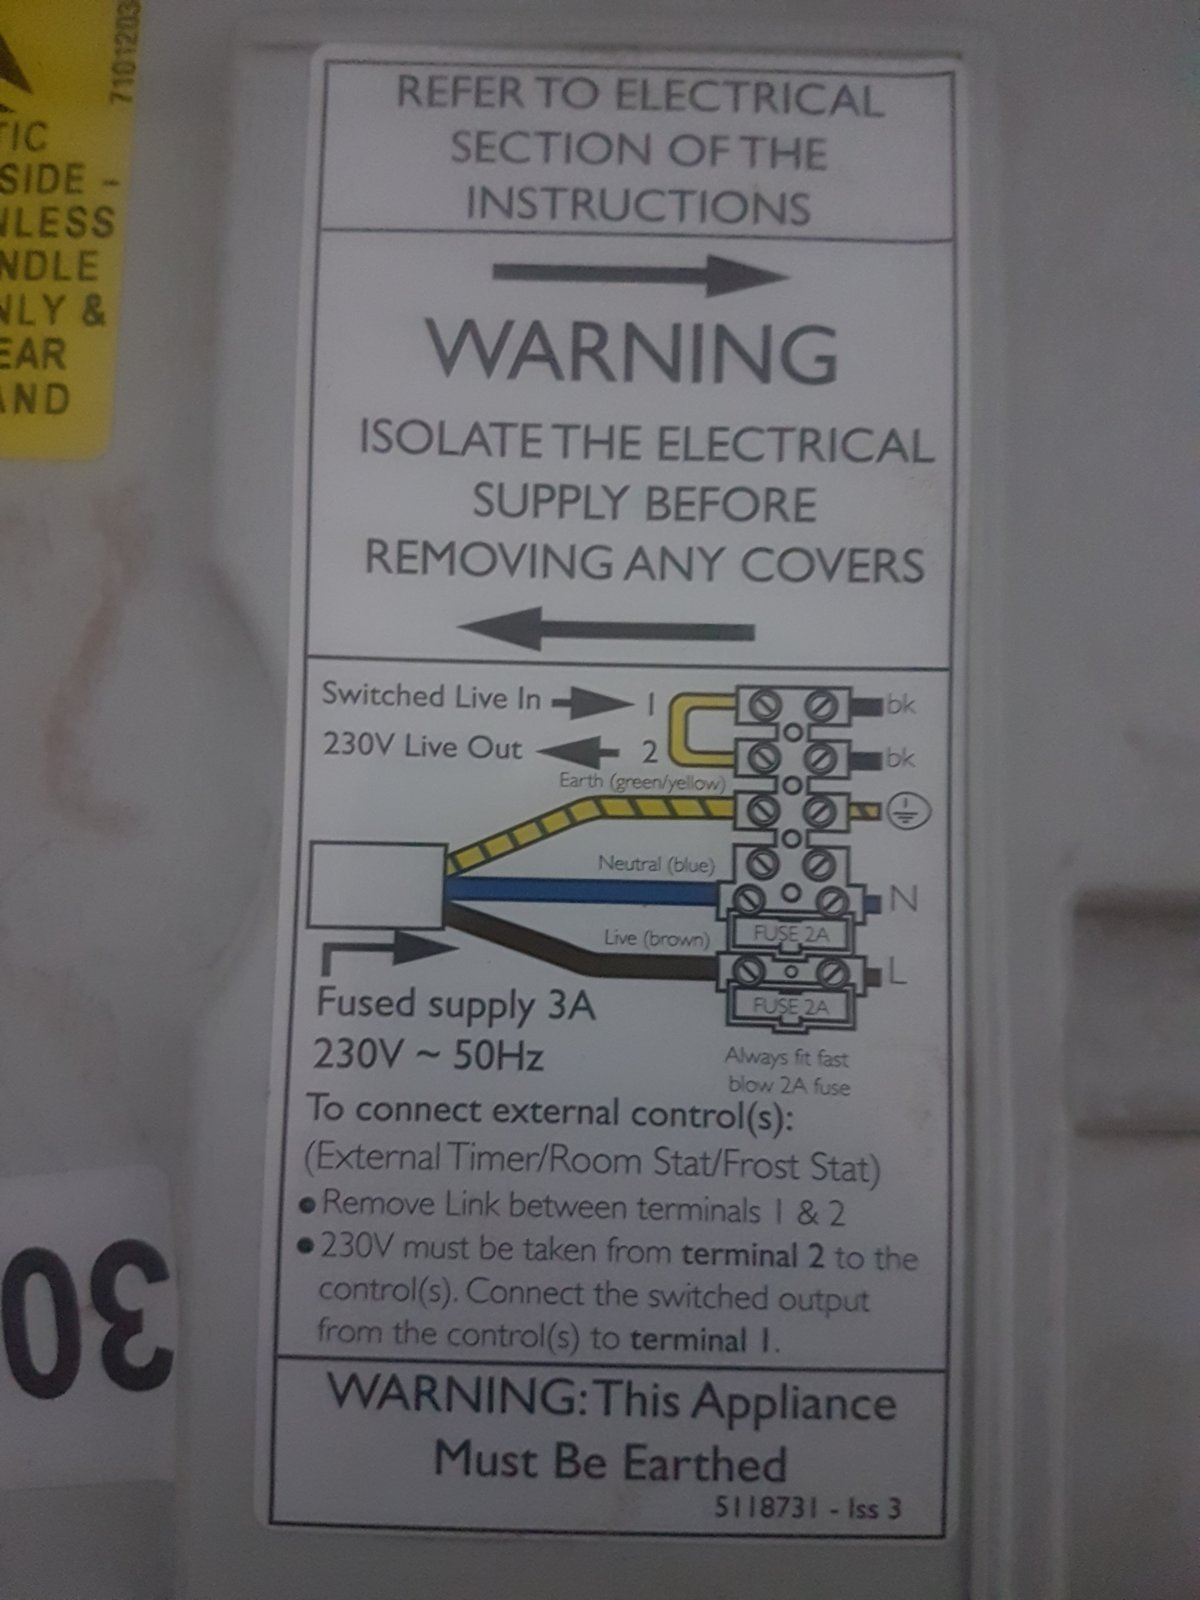 7101203
TIC
SIDE -
NLESS
NDLE
NLY &
EAR
AND
REFER TO ELECTRICAL
SECTION OF THE
INSTRUCTIONS
WARNING
ISOLATE THE ELECTRICAL
SUPPLY BEFORE
REMOVING ANY COVERS
Switched Live In 1 bk
230V Live Out 2 bk
Earth (green/yellow)
Neutral (blue) N
FUSE 2A
Live (brown) L
FUSE 2A
Fused supply 3A
230V ~ 50Hz
Always fit fast
blow 2A fuse
To connect external control(s):
(External Timer/Room Stat/Frost Stat)
• Remove Link between terminals 1 & 2
• 230V must be taken from terminal 2 to the
control(s). Connect the switched output
from the control(s) to terminal 1.
WARNING: This Appliance
Must Be Earthed
5118731 - Iss 3
30